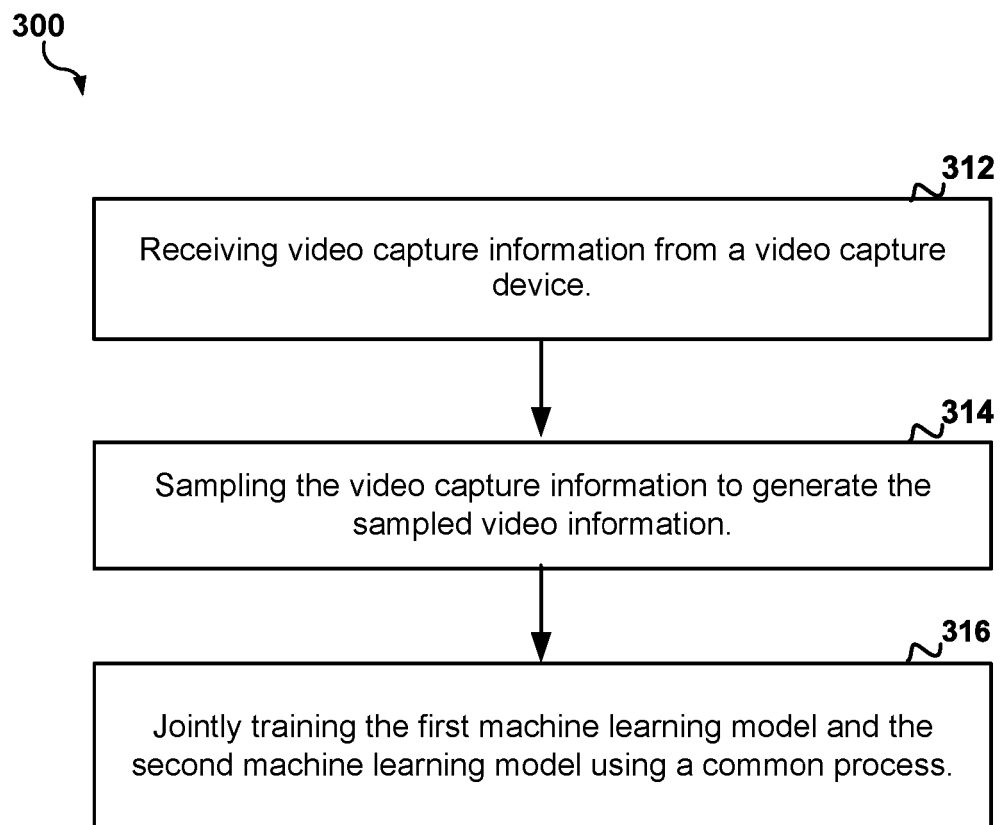 300
312
Receiving video capture information from a video capture
device.
314
Sampling the video capture information to generate the
sampled video information.
316
Jointly training the first machine learning model and the
second machine learning model using a common process.